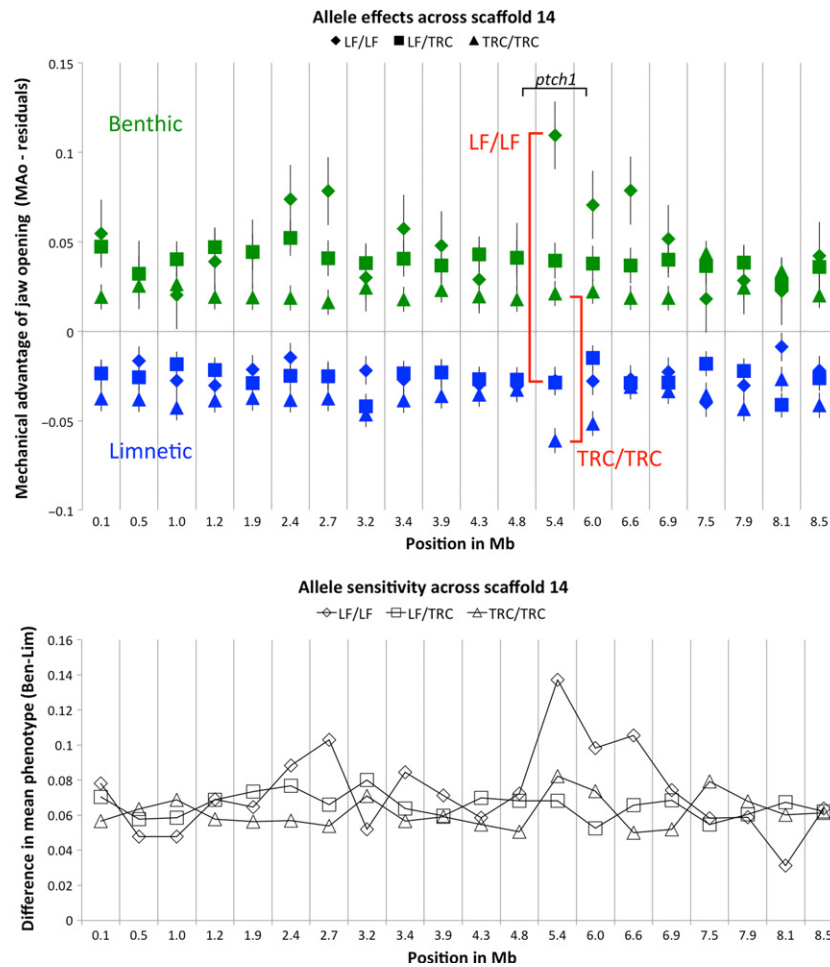 Allele effects across scaffold 14
LF/LF LF/TRC TRC/TRC
Mechanical advantage of jaw opening (MAo - residuals)
0.15
0.1
0.05
0
−0.05
−0.1
Benthic
Limnetic
ptch1
LF/LF
TRC/TRC
0.1 0.5 1.0 1.2 1.9 2.4 2.7 3.2 3.4 3.9 4.3 4.8 5.4 6.0 6.6 6.9 7.5 7.9 8.1 8.5
Position in Mb
Allele sensitivity across scaffold 14
LF/LF LF/TRC TRC/TRC
Difference in mean phenotype (Ben-Lim)
0.16
0.14
0.12
0.1
0.08
0.06
0.04
0.02
0
0.1 0.5 1.0 1.2 1.9 2.4 2.7 3.2 3.4 3.9 4.3 4.8 5.4 6.0 6.6 6.9 7.5 7.9 8.1 8.5
Position in Mb